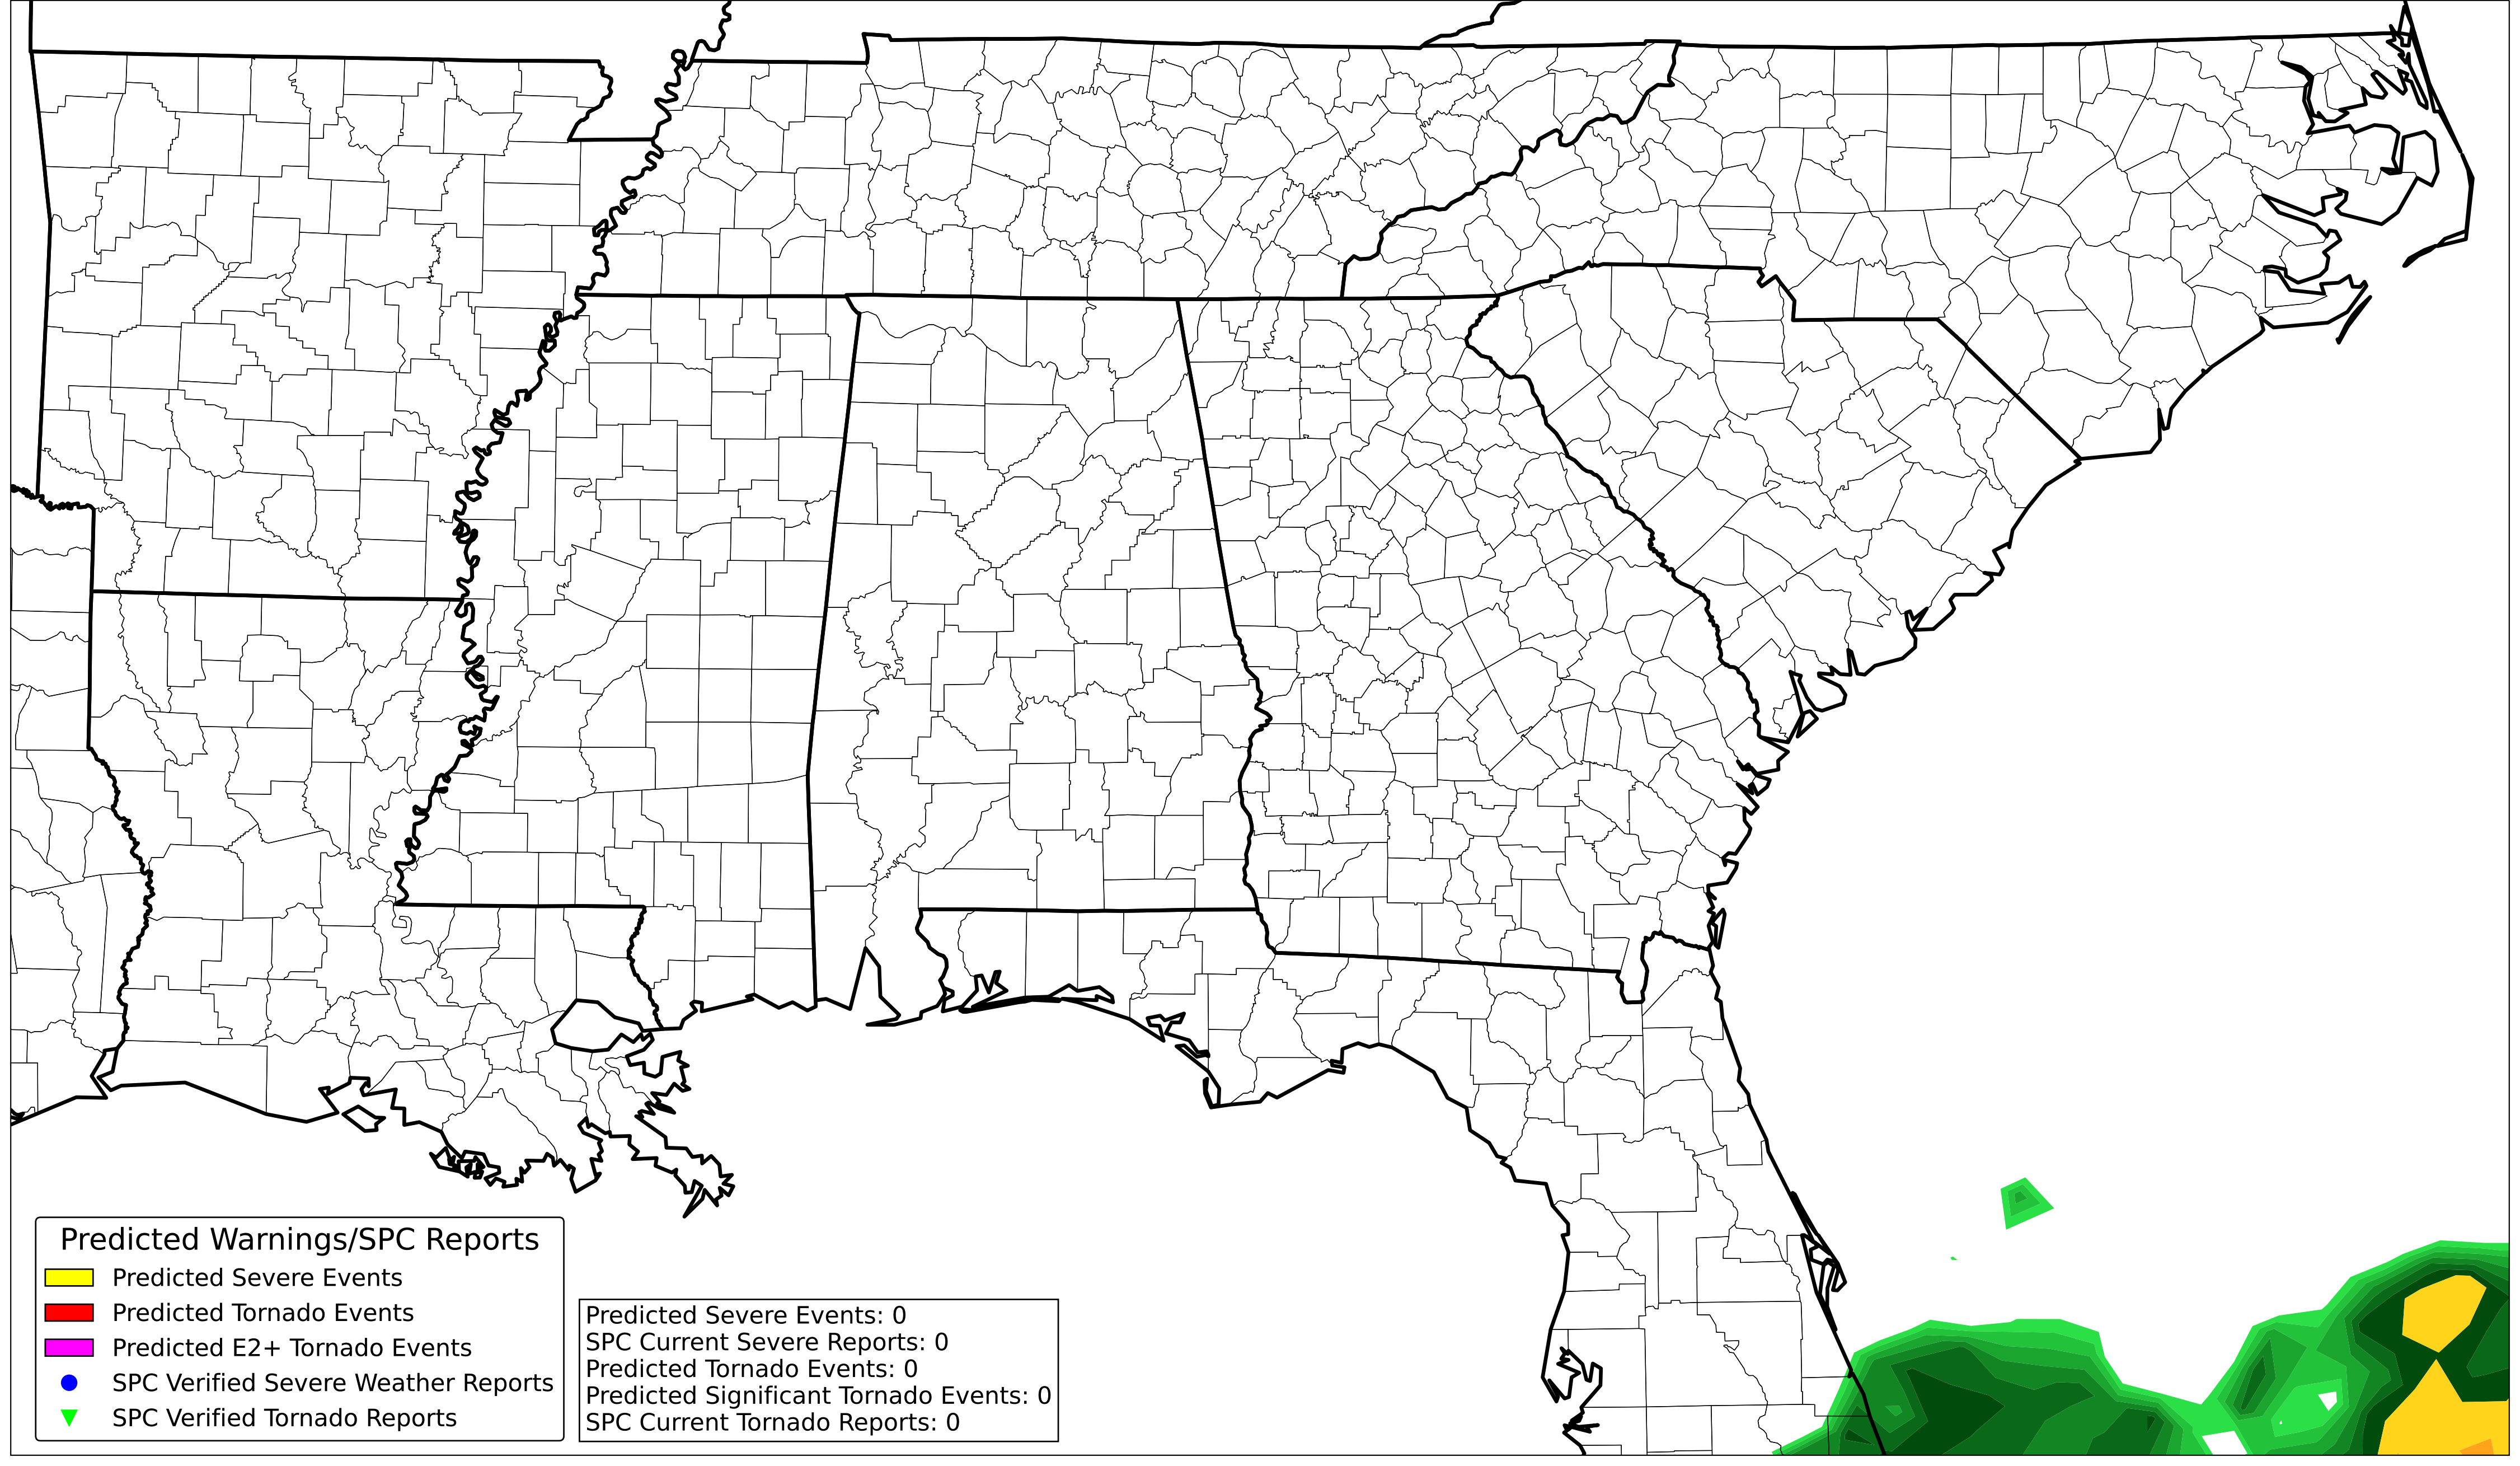 Predicted Warnings/SPC Reports
Predicted Severe Events
Predicted Tornado Events
Predicted E2+ Tornado Events
SPC Verified Severe Weather Reports
SPC Verified Tornado Reports
Predicted Severe Events: 0
SPC Current Severe Reports: 0
Predicted Tornado Events: 0
Predicted Significant Tornado Events: 0
SPC Current Tornado Reports: 0